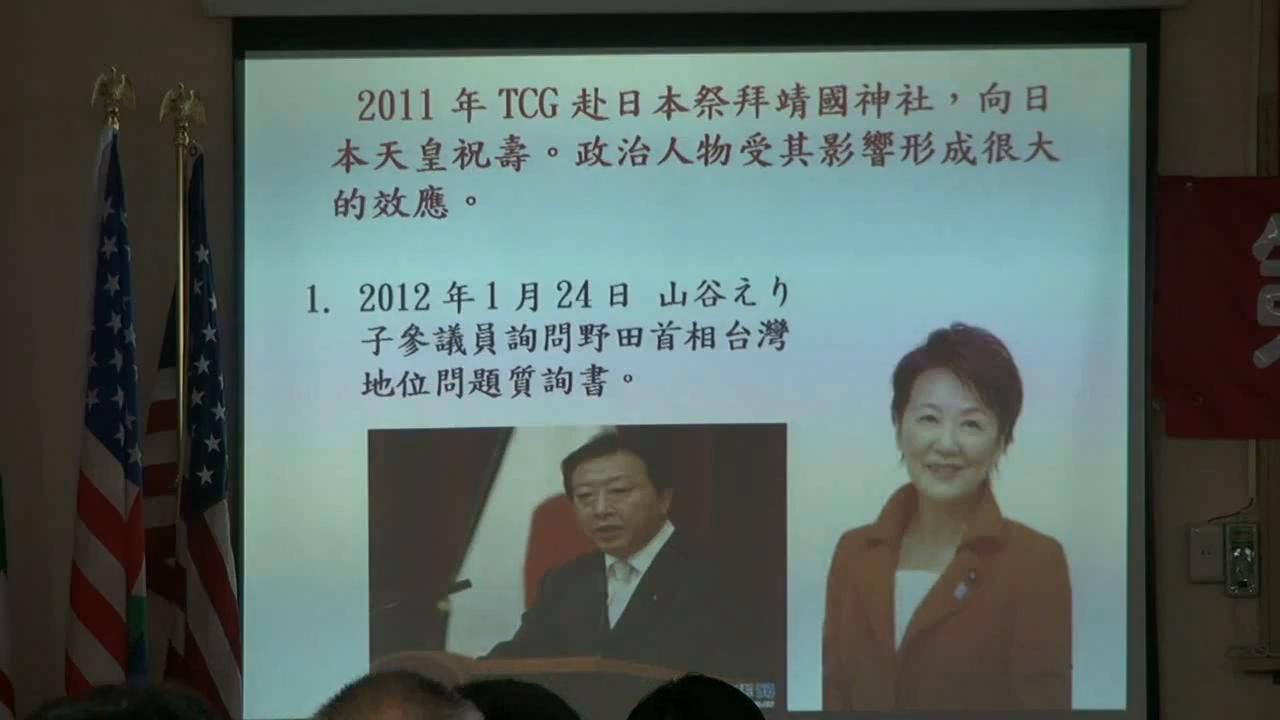 2011 年 TCG 赴日本祭拜靖國神社，向日
本天皇祝壽。政治人物受其影響形成很大
的效應。
1. 2012 年 1 月 24 日 山谷えり
子參議員詢問野田首相台灣
地位問題質詢書。